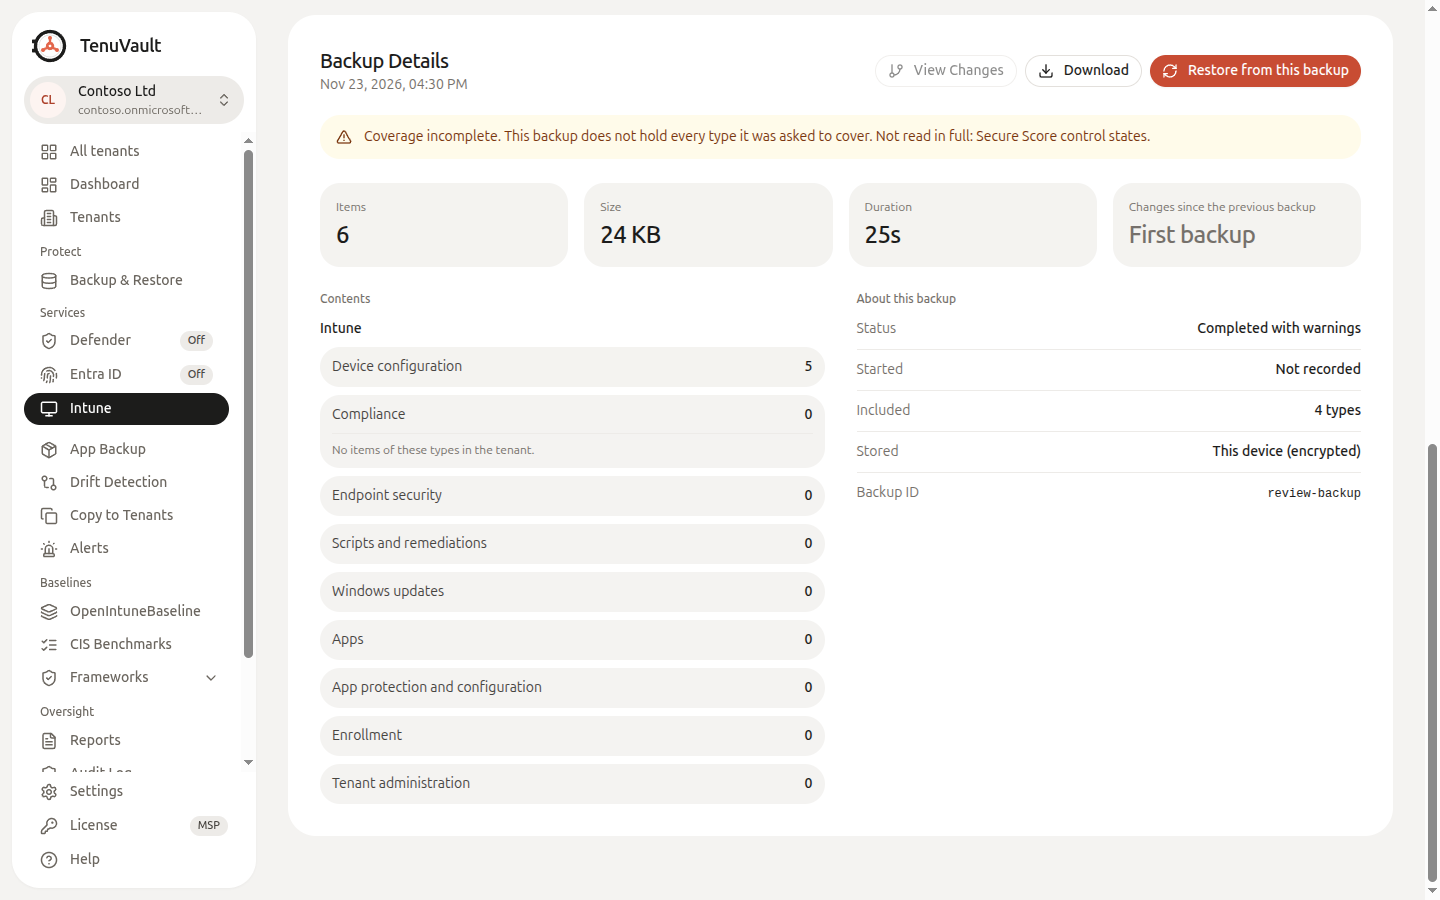 TenuVault
CL
Contoso Ltd
contoso.onmicrosoft...
All tenants
Dashboard
Tenants
Protect
Backup & Restore
Services
Defender Off
Entra ID Off
Intune
App Backup
Drift Detection
Copy to Tenants
Alerts
Baselines
OpenIntuneBaseline
CIS Benchmarks
Frameworks
Oversight
Reports
Audit Log
Settings
License MSP
Help
Backup Details
Nov 23, 2026, 04:30 PM
View Changes
Download
Restore from this backup
Coverage incomplete. This backup does not hold every type it was asked to cover. Not read in full: Secure Score control states.
Items
6
Size
24 KB
Duration
25s
Changes since the previous backup
First backup
Contents
Intune
Device configuration 5
Compliance 0
No items of these types in the tenant.
Endpoint security 0
Scripts and remediations 0
Windows updates 0
Apps 0
App protection and configuration 0
Enrollment 0
Tenant administration 0
About this backup
Status Completed with warnings
Started Not recorded
Included 4 types
Stored This device (encrypted)
Backup ID review-backup